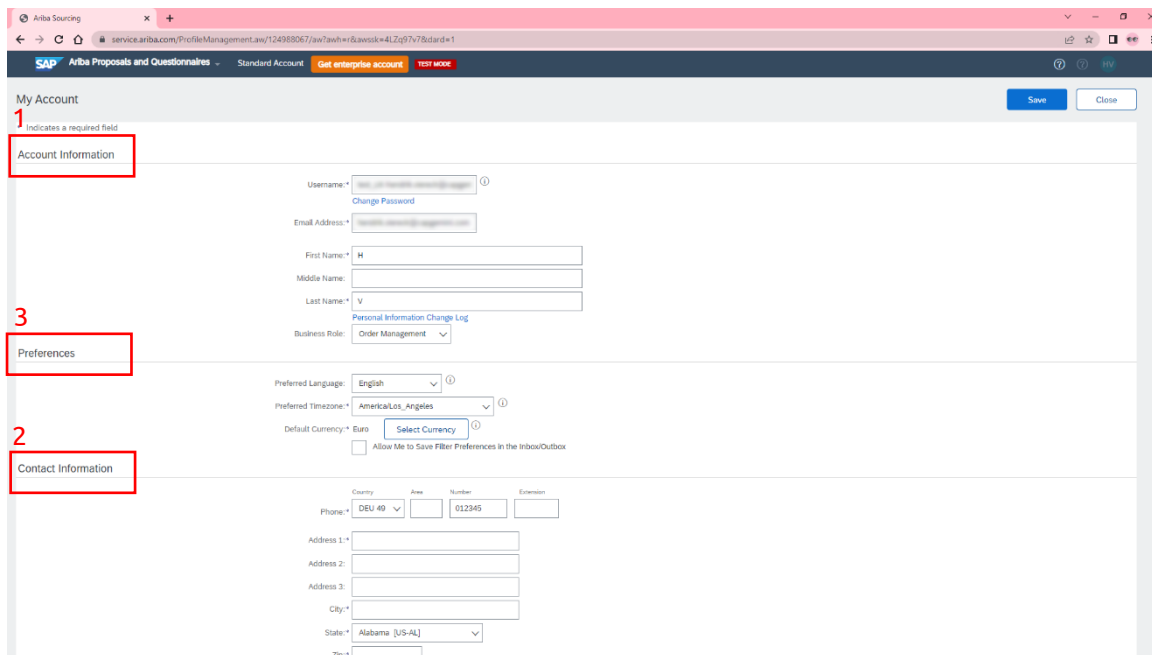 Ariba Sourcing
service.ariba.com/ProfileManagement.aw/124988067/aw?awh=r&awssk=4LZq97v7&dard=1
SAP Ariba Proposals and Questionnaires Standard Account Get enterprise account TEST MODE HV
My Account Save Close
1
Indicates a required field
Account Information
Username:*
Change Password
Email Address:*
First Name:* H
Middle Name:
Last Name:* V
3
Personal Information Change Log
Business Role: Order Management
Preferences
Preferred Language: English
Preferred Timezone:* America/Los_Angeles
Default Currency:* Euro Select Currency
2
Allow Me to Save Filter Preferences in the Inbox/Outbox
Contact Information
Country Area Number Extension
Phone:* DEU 49 012345
Address 1:*
Address 2:
Address 3:
City:*
State:* Alabama [US-AL]
Zip:*